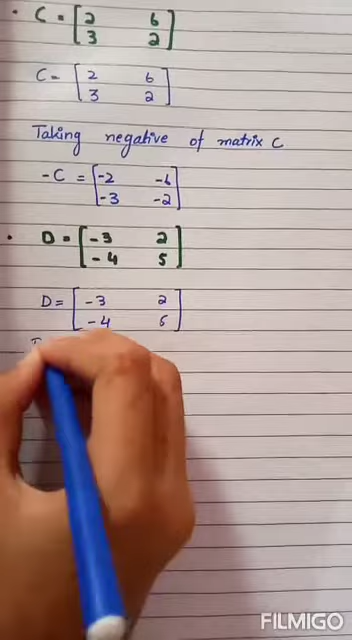 • C = [2 6
3 2]
C = [2 6
3 2]
Taking negative of matrix C
-C = [-2 -6
-3 -2]
• D = [-3 2
-4 5]
D = [-3 2
-4 5]
FILMIGO